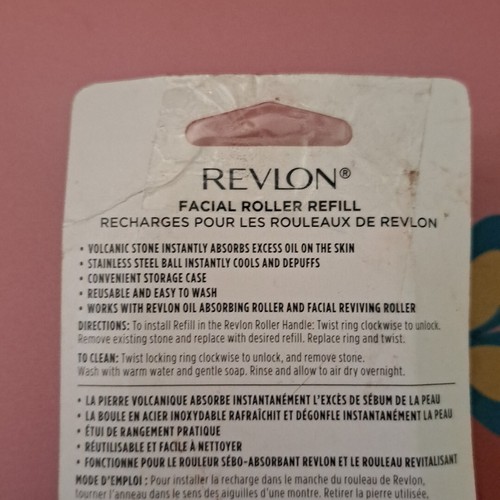 REVLON®
FACIAL ROLLER REFILL
RECHARGES POUR LES ROULEAUX DE REVLON
• VOLCANIC STONE INSTANTLY ABSORBS EXCESS OIL ON THE SKIN
• STAINLESS STEEL BALL INSTANTLY COOLS AND DEPUFFS
• CONVENIENT STORAGE CASE
• REUSABLE AND EASY TO WASH
• WORKS WITH REVLON OIL ABSORBING ROLLER AND FACIAL REVIVING ROLLER
DIRECTIONS: To install Refill in the Revlon Roller Handle: Twist ring clockwise to unlock.
Remove existing stone and replace with desired refill. Replace ring and twist.
TO CLEAN: Twist locking ring clockwise to unlock, and remove stone.
Wash with warm water and gentle soap. Rinse and allow to air dry overnight.
• LA PIERRE VOLCANIQUE ABSORBE INSTANTANÉMENT L'EXCÈS DE SÉBUM DE LA PEAU
• LA BOULE EN ACIER INOXYDABLE RAFRAÎCHIT ET DÉGONFLE INSTANTANÉMENT LA PEAU
• ÉTUI DE RANGEMENT PRATIQUE
• RÉUTILISABLE ET FACILE À NETTOYER
• FONCTIONNE POUR LE ROULEUR SÉBO-ABSORBANT REVLON ET LE ROULEAU REVITALISANT
MODE D'EMPLOI : Pour installer la recharge dans le manche du rouleau de Revlon,
tourner l'anneau dans le sens des aiguilles d'une montre. Retirer la pierre utilisée.